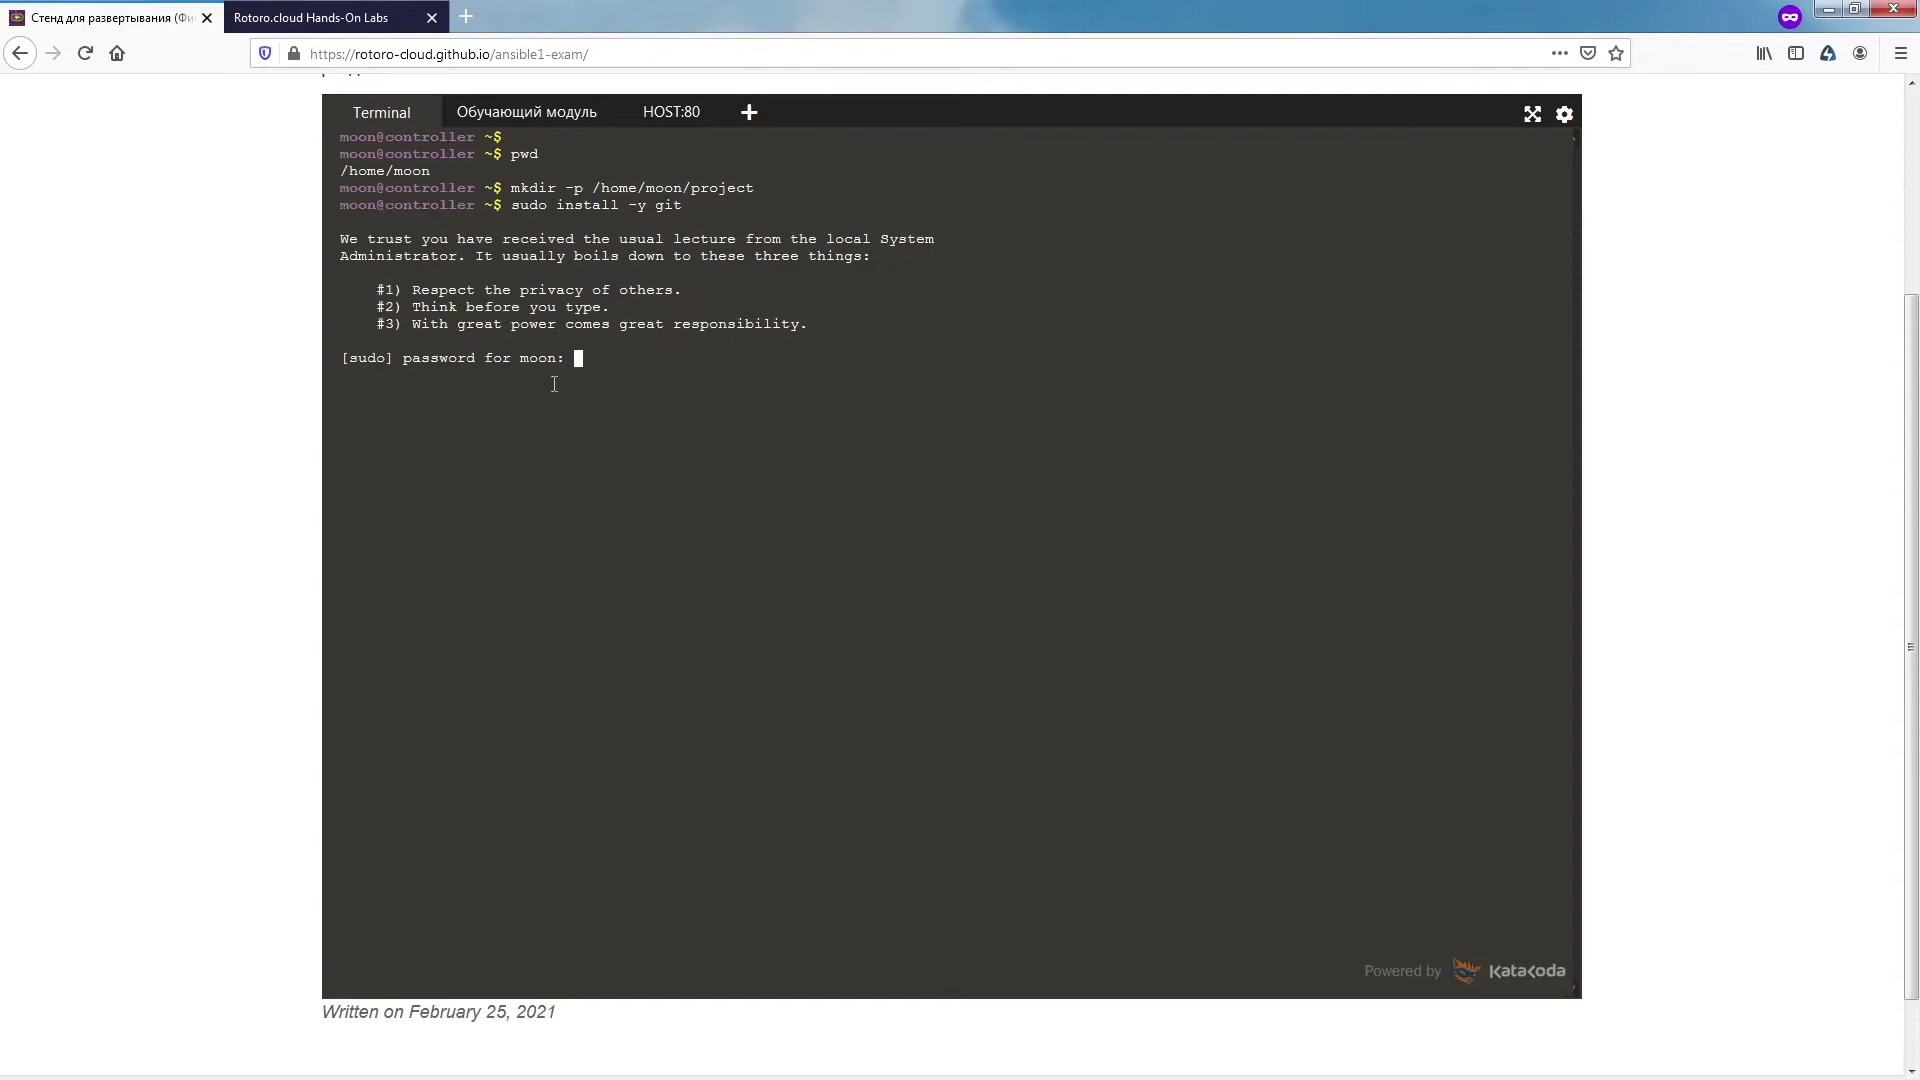 Стенд для развертывания (Фи
Rotoro.cloud Hands-On Labs
https://rotoro-cloud.github.io/ansible1-exam/
Terminal
Обучающий модуль
HOST:80
moon@controller ~$
moon@controller ~$ pwd
/home/moon
moon@controller ~$ mkdir -p /home/moon/project
moon@controller ~$ sudo install -y git
We trust you have received the usual lecture from the local System
Administrator. It usually boils down to these three things:
#1) Respect the privacy of others.
#2) Think before you type.
#3) With great power comes great responsibility.
[sudo] password for moon:
Powered by Katakoda
Written on February 25, 2021